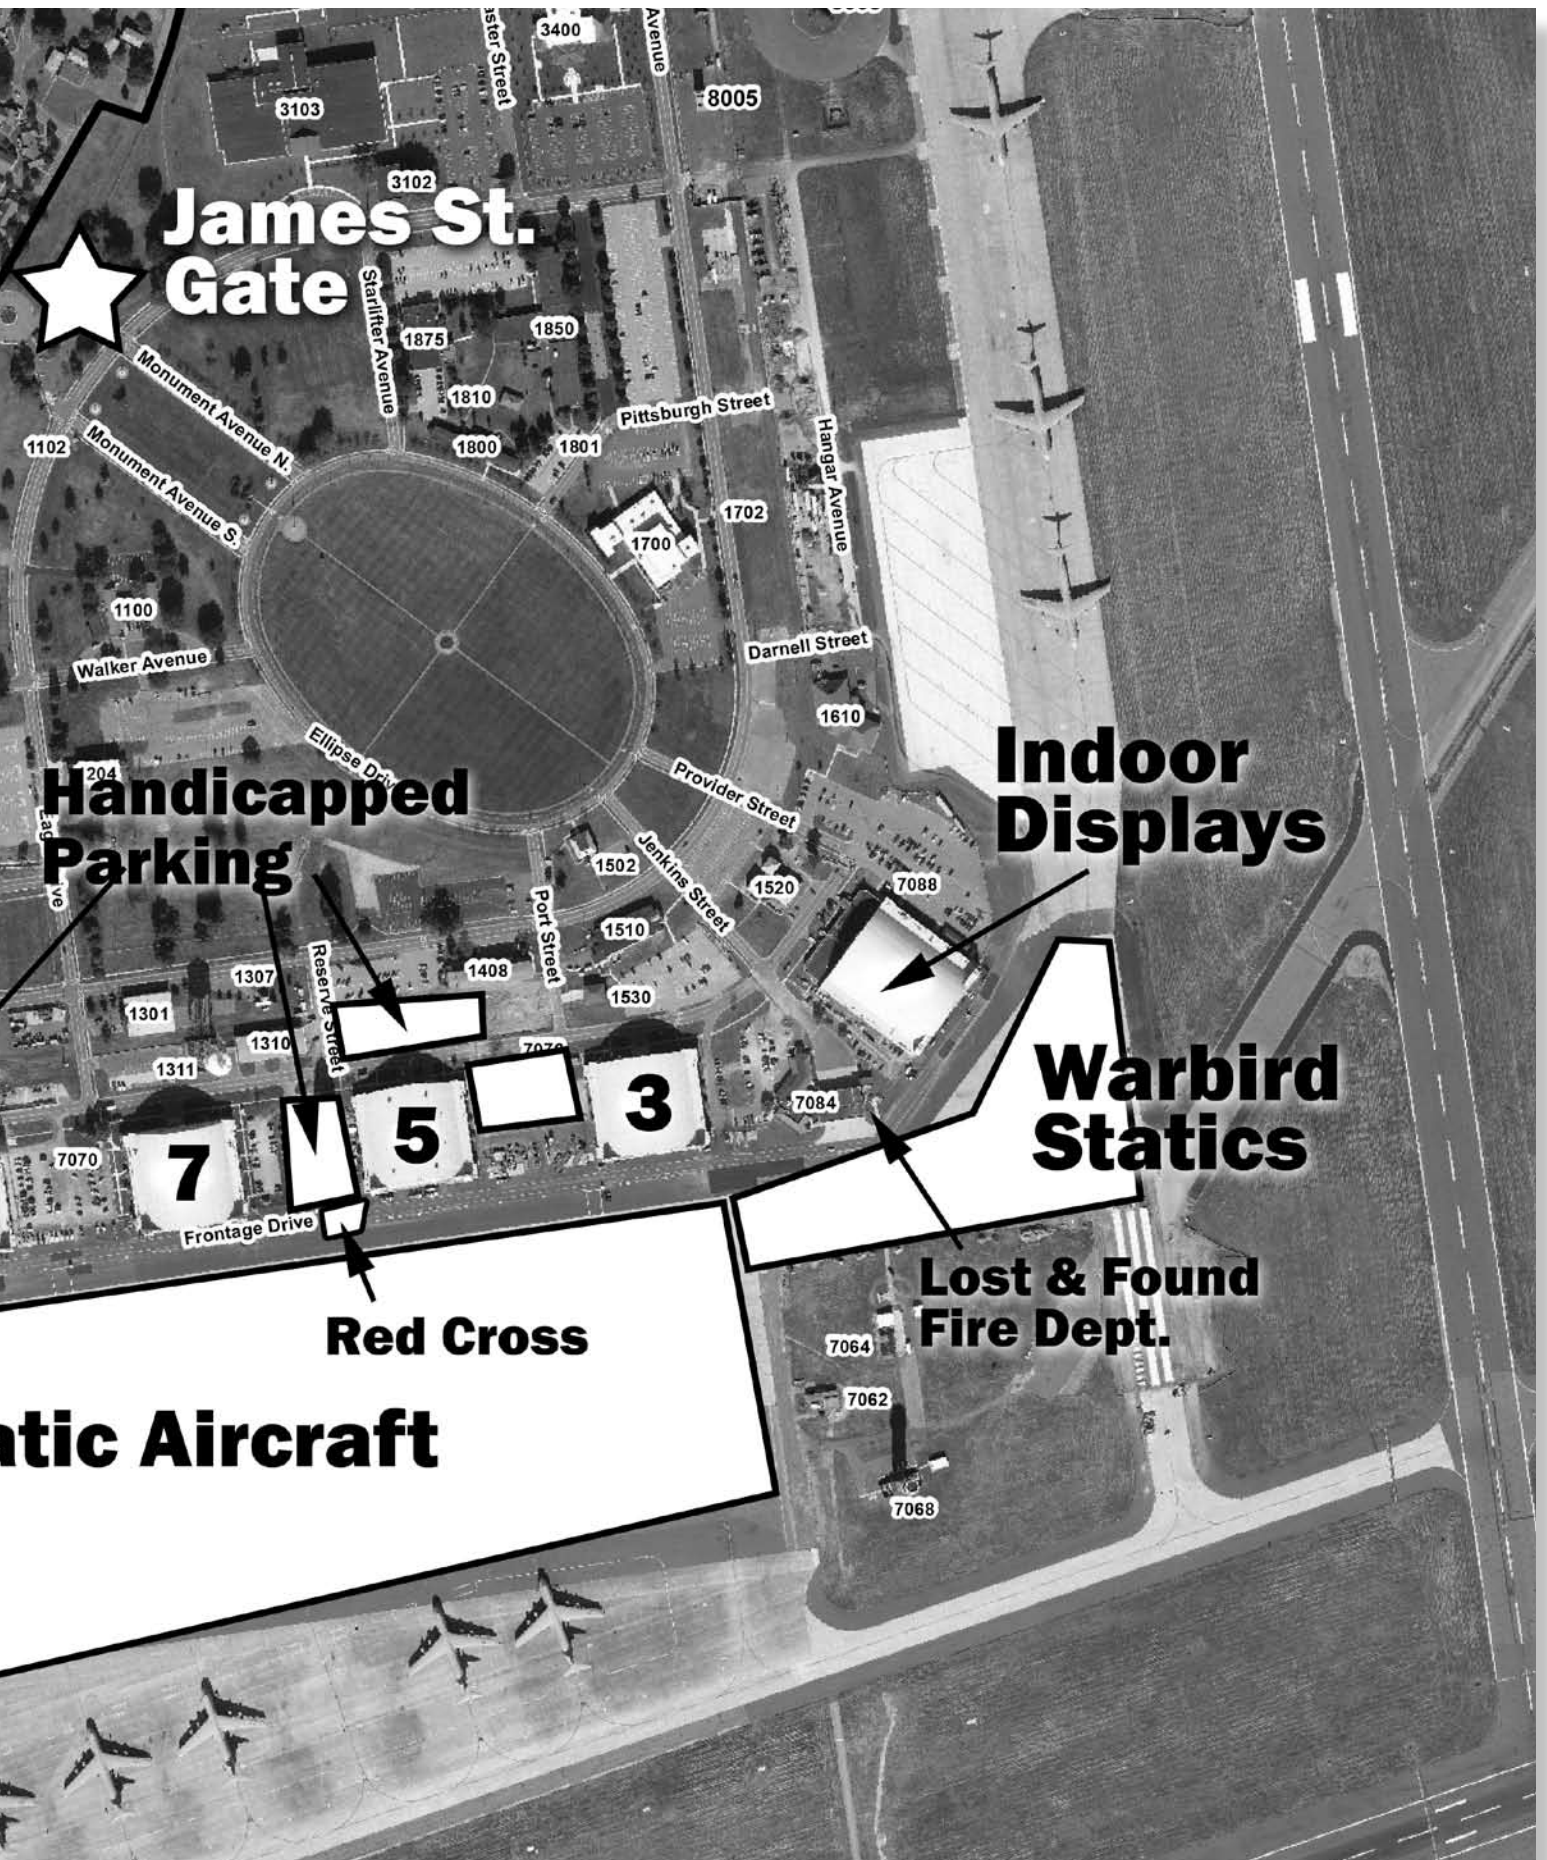 3400
Avenue
8005
3103
3102
James St.
Gate
Starlifter Avenue
1875
1850
1810
Monument Avenue N.
Pittsburgh Street
1102
Monument Avenue S.
1800
1801
Hangar Avenue
1702
1700
1100
Walker Avenue
Darnell Street
1610
Indoor
Displays
Ellipse Drive
Provider Street
204
Handicapped
Parking
Jenkins Street
1502
1520
7088
Port Street
1510
Reserve Street
1307
1408
1530
1301
1310
1311
Warbird
Statics
3
5
7
7084
7070
Frontage Drive
Lost & Found
Fire Dept.
Red Cross
7064
7062
atic Aircraft
7068